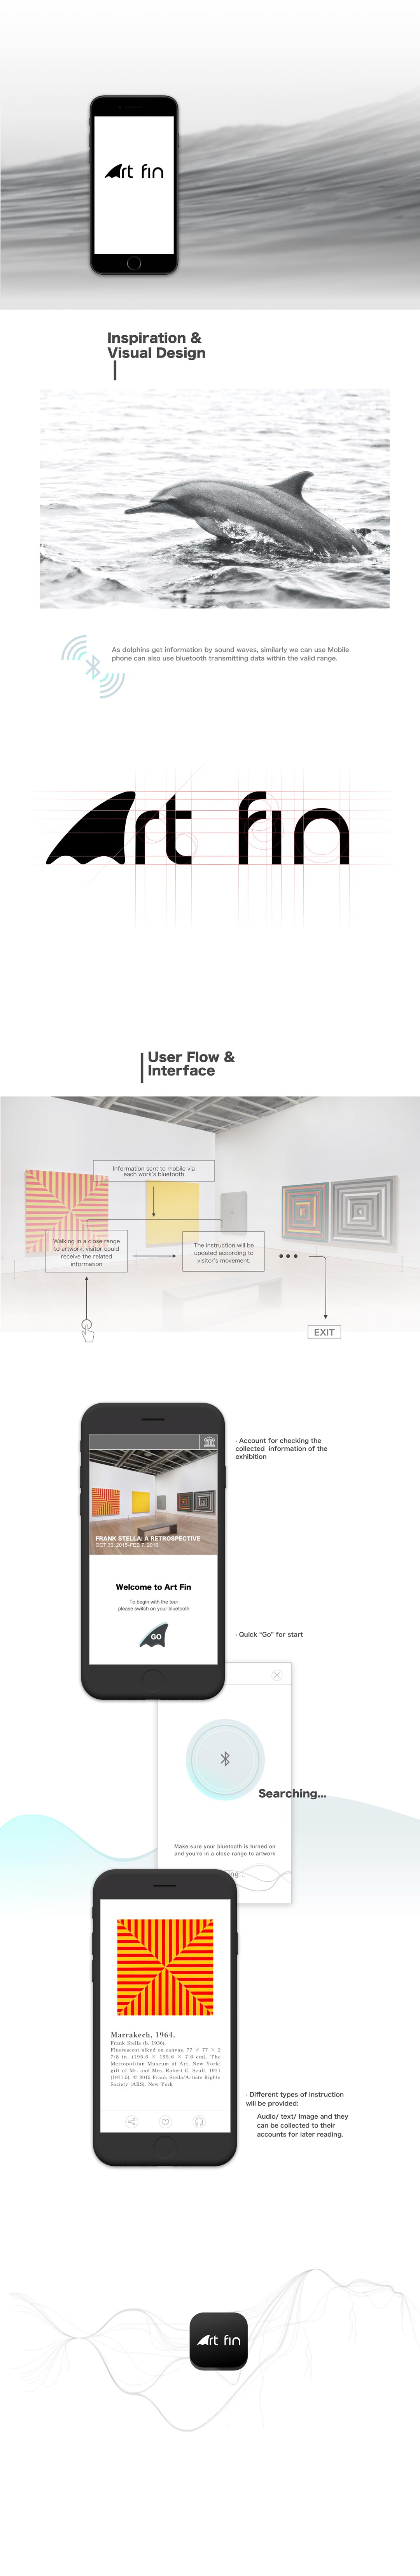 Art fin
Inspiration &
Visual Design
As dolphins get information by sound waves, similarly we can use Mobile
phone can also use bluetooth transmitting data within the valid range.
Art fin
User Flow &
Interface
Information sent to mobile via
each work's bluetooth
Walking in a close range
to artwork, visitor could
receive the related
information
The instruction will be
updated according to
visitor's movement.
EXIT
- Account for checking the
collected information of the
exhibition
FRANK STELLA: A RETROSPECTIVE
OCT 30, 2015-FEB 7, 2016
Welcome to Art Fin
To begin with the tour
please switch on your bluetooth
GO
- Quick "Go" for start
Searching...
Make sure your bluetooth is turned on
and you're in a close range to artwork
Marrakech, 1964.
Frank Stella (b. 1936).
Fluorescent alkyd on canvas, 77 × 77 × 2
7/8 in. (195.6 × 195.6 × 7.6 cm). The
Metropolitan Museum of Art, New York;
gift of Mr. and Mrs. Robert C. Scull, 1971
(1971.5). © 2015 Frank Stella/Artists Rights
Society (ARS), New York
- Different types of instruction
will be provided:
Audio/ text/ Image and they
can be collected to their
accounts for later reading.
Art fin